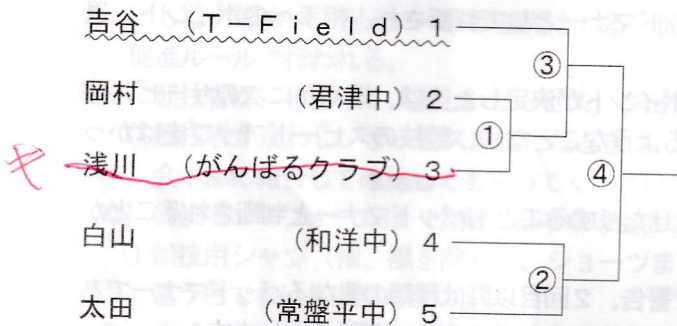 吉谷 (T-Field) 1
岡村 (君津中) 2
キ 浅川 (がんばるクラブ) 3
白山 (和洋中) 4
太田 (常盤平中) 5
③
①
④
②